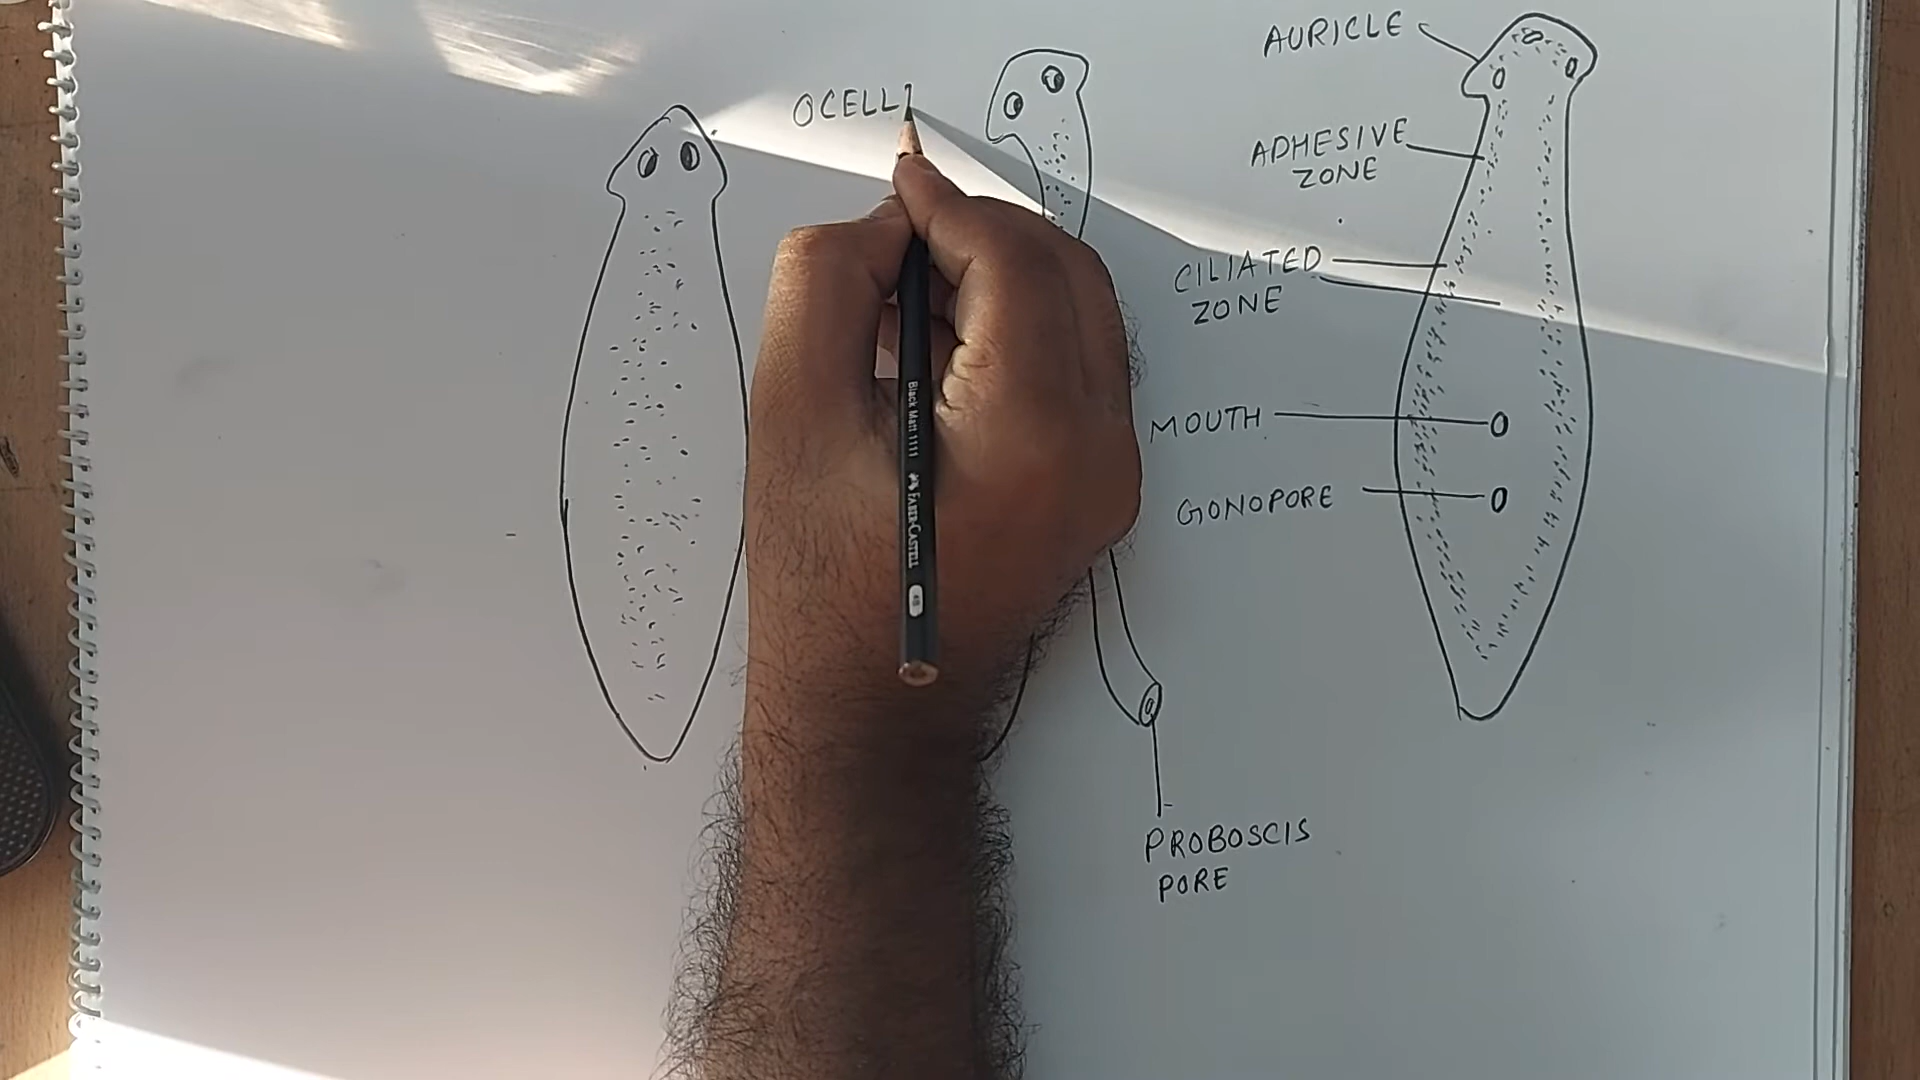 AURICLE
OCELLI
ADHESIVE
ZONE
CILIATED
ZONE
MOUTH
GONOPORE
Black Matt 1111 FABER-CASTELL
PROBOSCIS
PORE